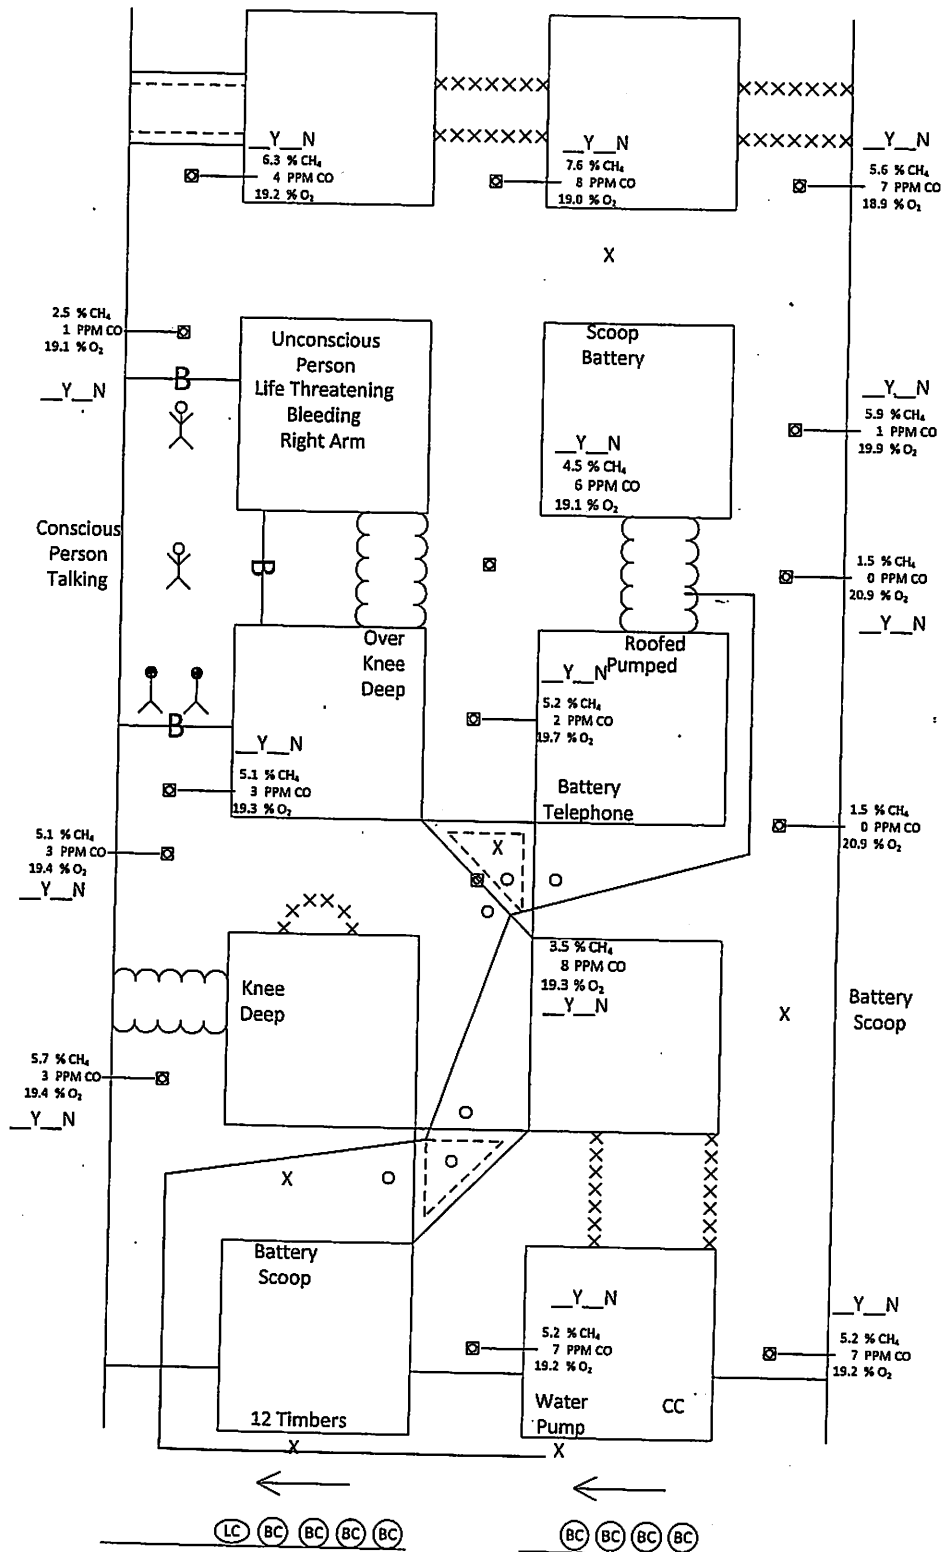 __Y__N
6.3 % CH₄
4 PPM CO
19.2 % O₂
__Y__N
7.6 % CH₄
8 PPM CO
19.0 % O₂
__Y__N
5.6 % CH₄
7 PPM CO
18.9 % O₂
X
2.5 % CH₄
1 PPM CO
19.1 % O₂
__Y__N
B
Unconscious
Person
Life Threatening
Bleeding
Right Arm
Scoop
Battery
__Y__N
4.5 % CH₄
6 PPM CO
19.1 % O₂
__Y__N
5.9 % CH₄
1 PPM CO
19.9 % O₂
Conscious
Person
Talking
B
1.5 % CH₄
0 PPM CO
20.9 % O₂
__Y__N
Over
Knee
Deep
Roofed
Pumped
__Y__N
5.2 % CH₄
2 PPM CO
19.7 % O₂
Battery
Telephone
B
__Y__N
5.1 % CH₄
3 PPM CO
19.3 % O₂
1.5 % CH₄
0 PPM CO
20.9 % O₂
5.1 % CH₄
3 PPM CO
19.4 % O₂
__Y__N
X
Knee
Deep
3.5 % CH₄
8 PPM CO
19.3 % O₂
__Y__N
X
Battery
Scoop
5.7 % CH₄
3 PPM CO
19.4 % O₂
__Y__N
X
Battery
Scoop
12 Timbers
__Y__N
5.2 % CH₄
7 PPM CO
19.2 % O₂
Water
Pump
CC
__Y__N
5.2 % CH₄
7 PPM CO
19.2 % O₂
X
X
LC BC BC BC BC
BC BC BC BC